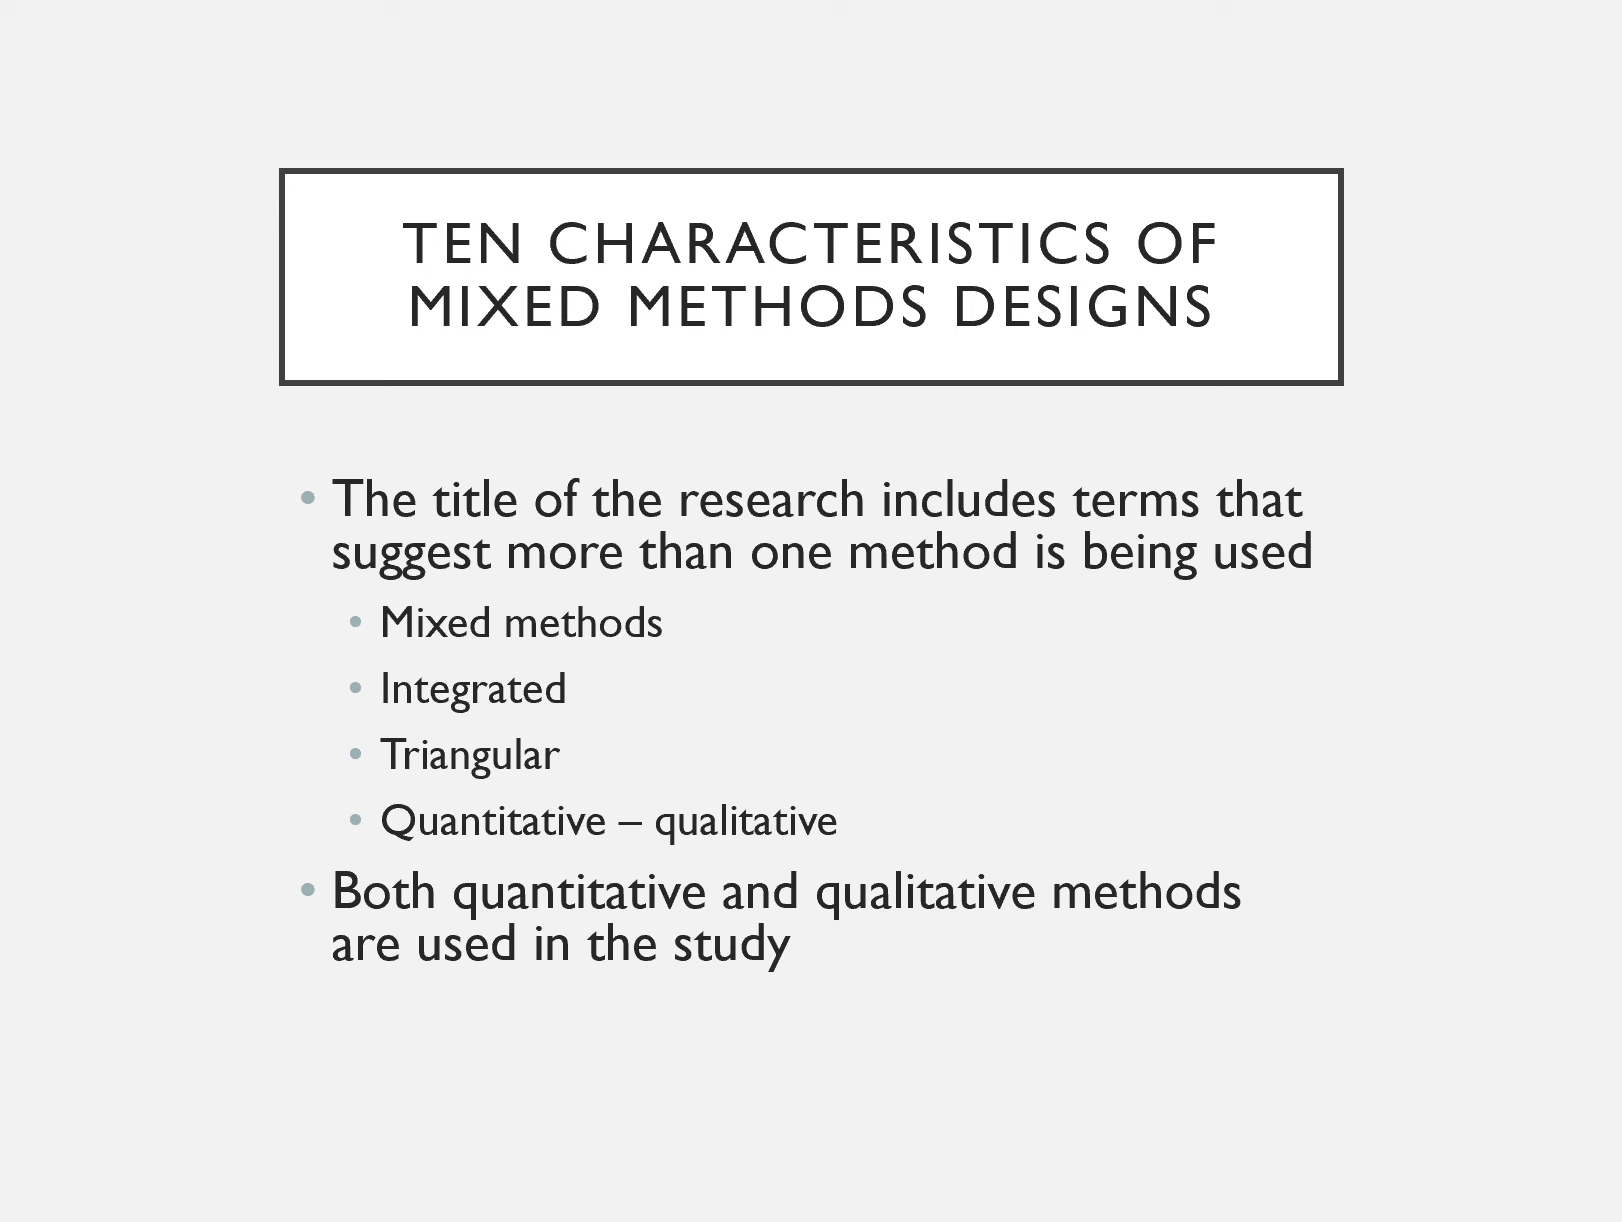 TEN CHARACTERISTICS OF
MIXED METHODS DESIGNS
• The title of the research includes terms that
suggest more than one method is being used
• Mixed methods
• Integrated
• Triangular
• Quantitative – qualitative
• Both quantitative and qualitative methods
are used in the study